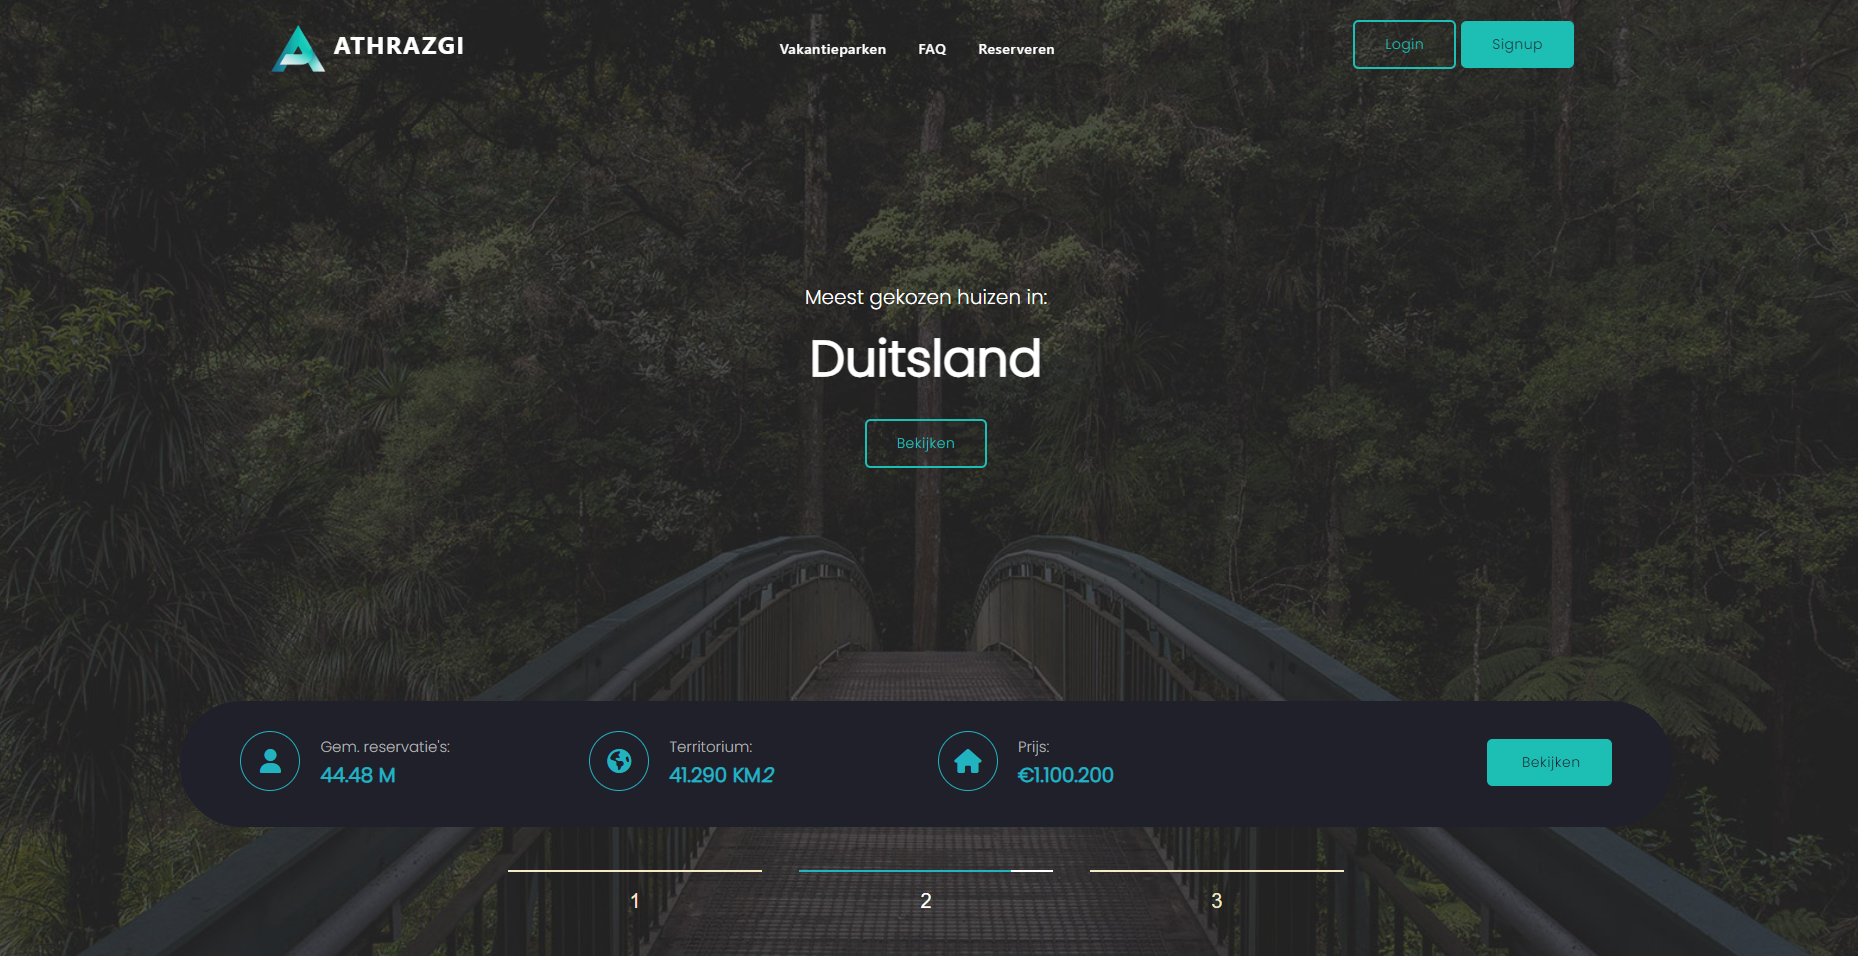 ATHRAZGI
Vakantieparken FAQ Reserveren
Login Signup
Meest gekozen huizen in:
Duitsland
Bekijken
Gem. reservatie's:
44.48 M
Territorium:
41.290 KM2
Prijs:
€1.100.200
Bekijken
1
2
3